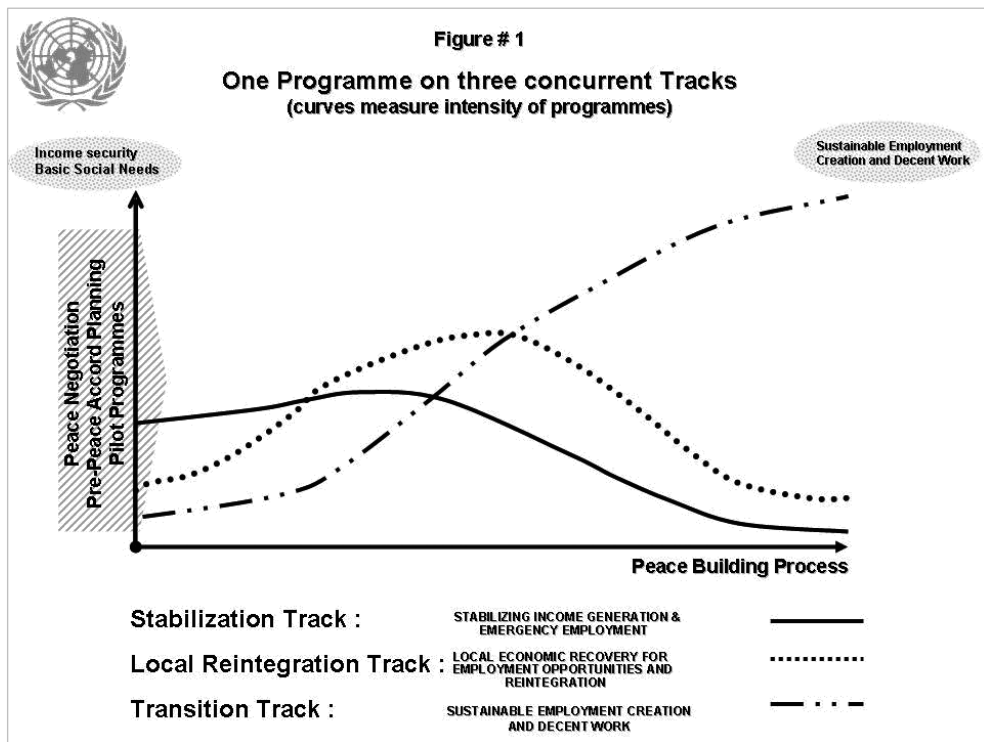 Figure # 1
One Programme on three concurrent Tracks
(curves measure intensity of programmes)
Income security
Basic Social Needs
Sustainable Employment
Creation and Decent Work
Peace Negotiation
Pre-Peace Accord Planning
Pilot Programmes
Peace Building Process
Stabilization Track :
STABILIZING INCOME GENERATION &
EMERGENCY EMPLOYMENT
Local Reintegration Track :
LOCAL ECONOMIC RECOVERY FOR
EMPLOYMENT OPPORTUNITIES AND
REINTEGRATION
Transition Track :
SUSTAINABLE EMPLOYMENT CREATION
AND DECENT WORK